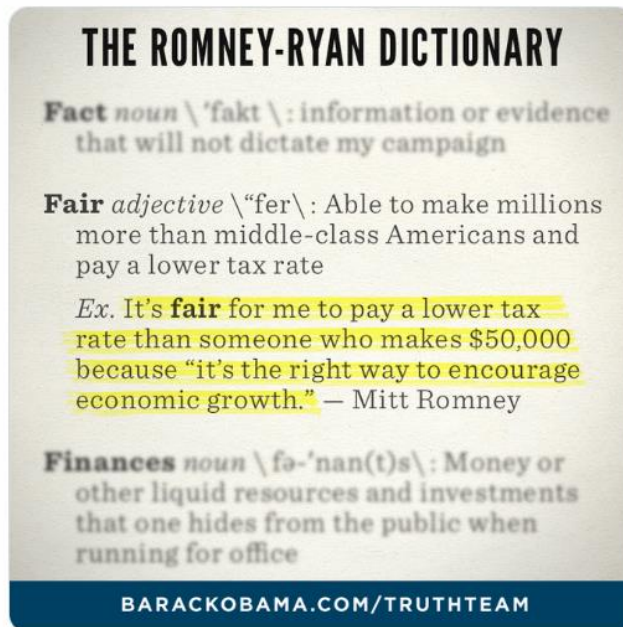 THE ROMNEY-RYAN DICTIONARY
Fact noun \ˈfakt \: information or evidence
that will not dictate my campaign
Fair adjective \“fer\: Able to make millions
more than middle-class Americans and
pay a lower tax rate
Ex. It’s fair for me to pay a lower tax
rate than someone who makes $50,000
because “it’s the right way to encourage
economic growth.” — Mitt Romney
Finances noun \ fə-ˈnan(t)s\: Money or
other liquid resources and investments
that one hides from the public when
running for office
BARACKOBAMA.COM/TRUTHTEAM